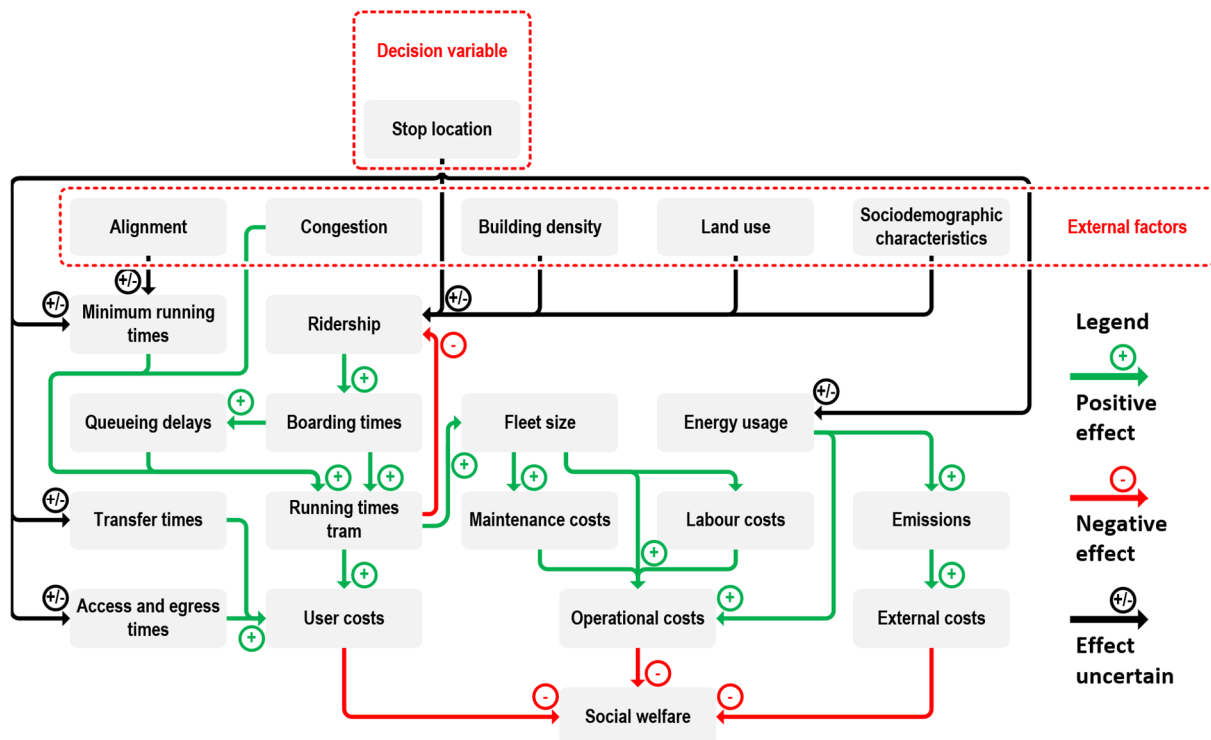 Decision variable
Stop location
Alignment
Congestion
Building density
Land use
Sociodemographic
characteristics
External factors
+/-
+/-
Minimum running
times
Ridership
+/-
-
Legend
+
Positive
effect
+
+/-
Queueing delays
+
Boarding times
Fleet size
Energy usage
+
+
+
+
+
-
Negative
effect
+/-
Transfer times
Running times
tram
Maintenance costs
Labour costs
Emissions
+
+
+
+/-
Access and egress
times
+
User costs
Operational costs
+
External costs
+/-
Effect
uncertain
-
-
-
Social welfare